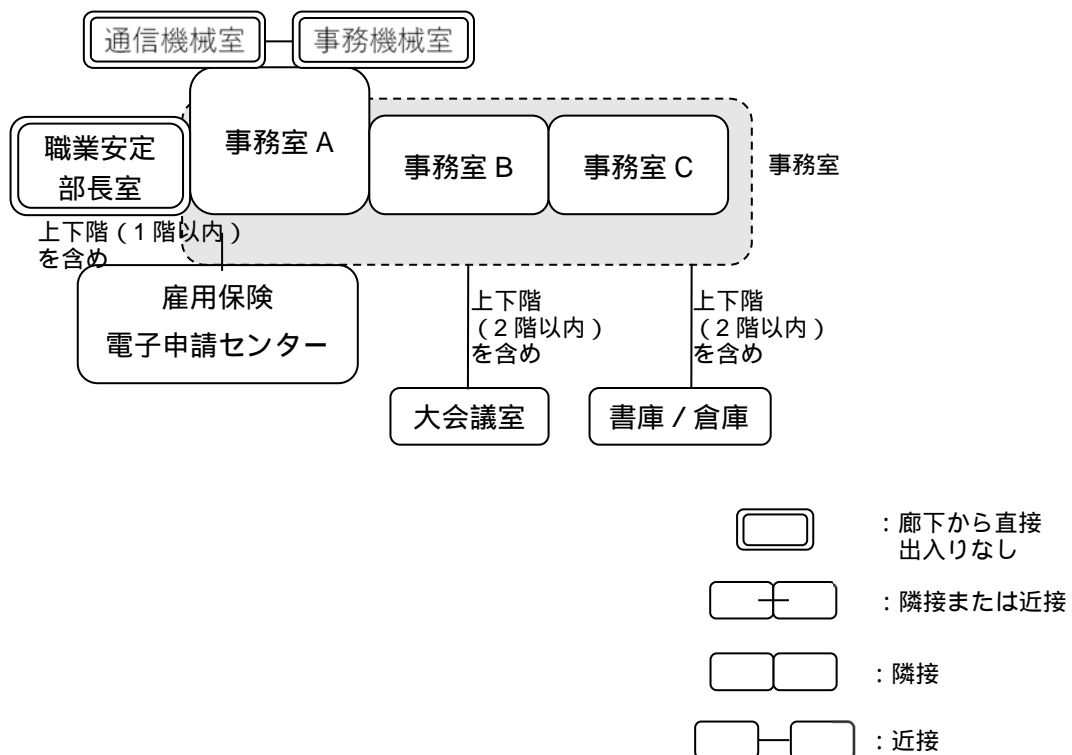 通信機械室
事務機械室
職業安定
部長室
事務室 A
事務室 B
事務室 C
事務室
上下階（1 階以内）
を含め
雇用保険
電子申請センター
上下階
（2 階以内）
を含め
上下階
（2 階以内）
を含め
大会議室
書庫 / 倉庫
：廊下から直接
出入りなし
：隣接または近接
：隣接
：近接